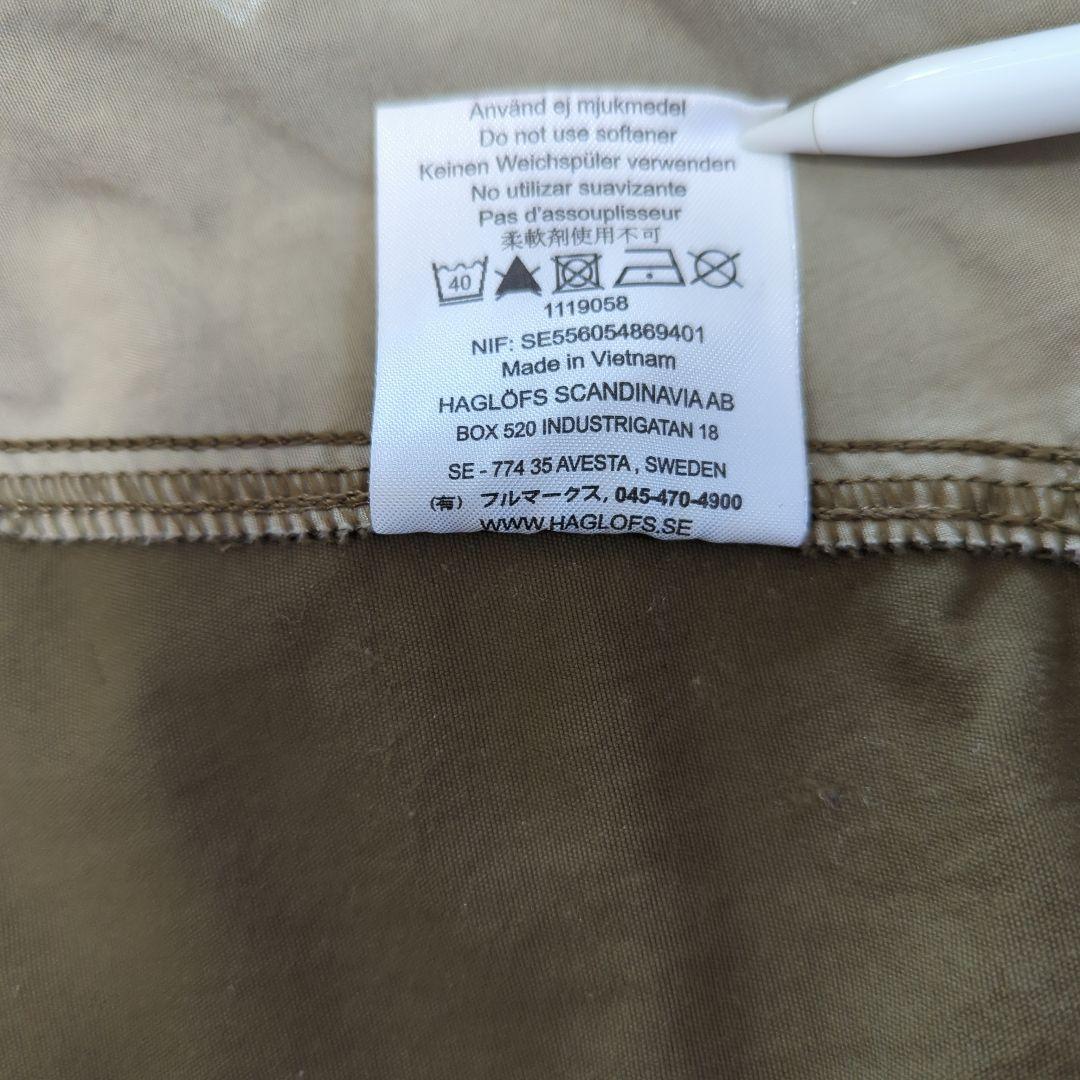 Använd ej mjukmedel
Do not use softener
Keinen Weichspüler verwenden
No utilizar suavizante
Pas d'assouplisseur
柔軟剤使用不可
40
1119058
NIF: SE556054869401
Made in Vietnam
HAGLÖFS SCANDINAVIA AB
BOX 520 INDUSTRIGATAN 18
SE - 774 35 AVESTA , SWEDEN
(有) フルマークス, 045-470-4900
WWW.HAGLOFS.SE